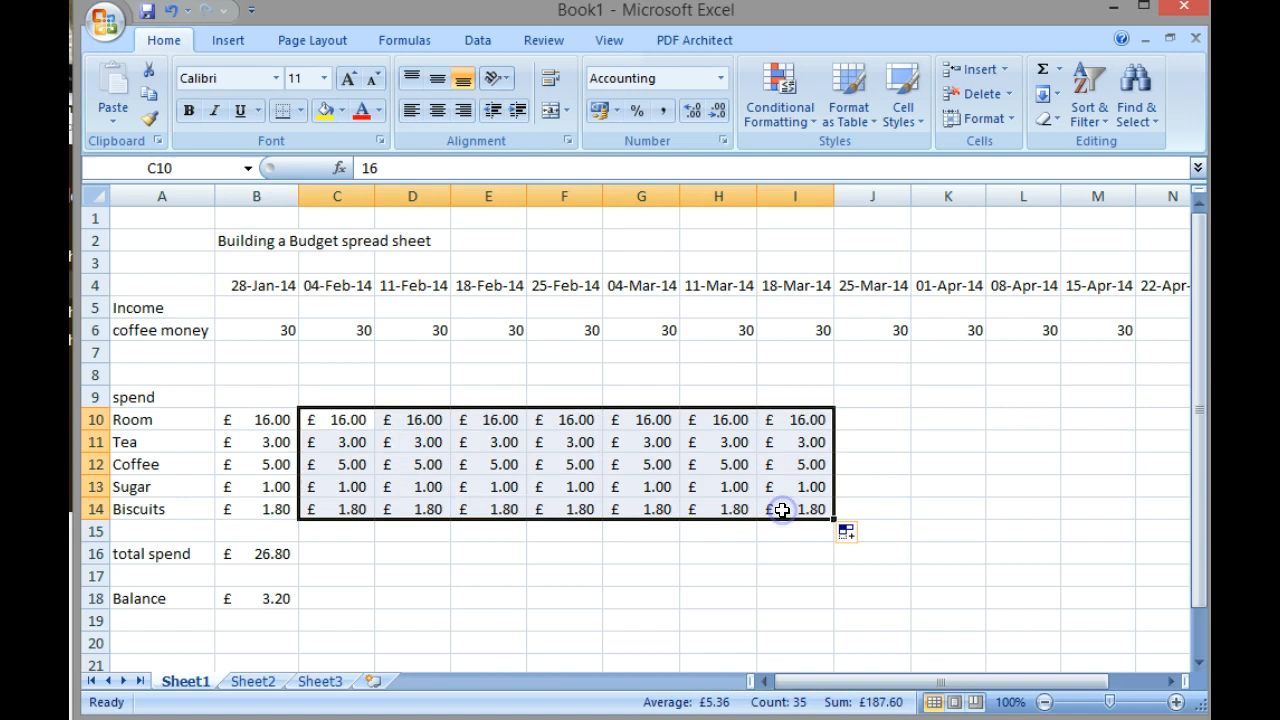 Book1 - Microsoft Excel
Home Insert Page Layout Formulas Data Review View PDF Architect
Paste
Clipboard
Calibri 11
B I U A
Font
Alignment
Accounting
% ,
Number
Conditional Formatting Format as Table Cell Styles
Styles
Insert
Delete
Format
Cells
Σ
Sort & Filter Find & Select
Editing
C10 fx 16
A B C D E F G H I J K L M N
1
2 Building a Budget spread sheet
3
4 28-Jan-14 04-Feb-14 11-Feb-14 18-Feb-14 25-Feb-14 04-Mar-14 11-Mar-14 18-Mar-14 25-Mar-14 01-Apr-14 08-Apr-14 15-Apr-14 22-Apr-
5 Income
6 coffee money 30 30 30 30 30 30 30 30 30 30 30 30
7
8
9 spend
10 Room £ 16.00 £ 16.00 £ 16.00 £ 16.00 £ 16.00 £ 16.00 £ 16.00 £ 16.00
11 Tea £ 3.00 £ 3.00 £ 3.00 £ 3.00 £ 3.00 £ 3.00 £ 3.00 £ 3.00
12 Coffee £ 5.00 £ 5.00 £ 5.00 £ 5.00 £ 5.00 £ 5.00 £ 5.00 £ 5.00
13 Sugar £ 1.00 £ 1.00 £ 1.00 £ 1.00 £ 1.00 £ 1.00 £ 1.00 £ 1.00
14 Biscuits £ 1.80 £ 1.80 £ 1.80 £ 1.80 £ 1.80 £ 1.80 £ 1.80 £ 1.80
15
16 total spend £ 26.80
17
18 Balance £ 3.20
19
20
21
Sheet1 Sheet2 Sheet3
Ready Average: £5.36 Count: 35 Sum: £187.60 100%